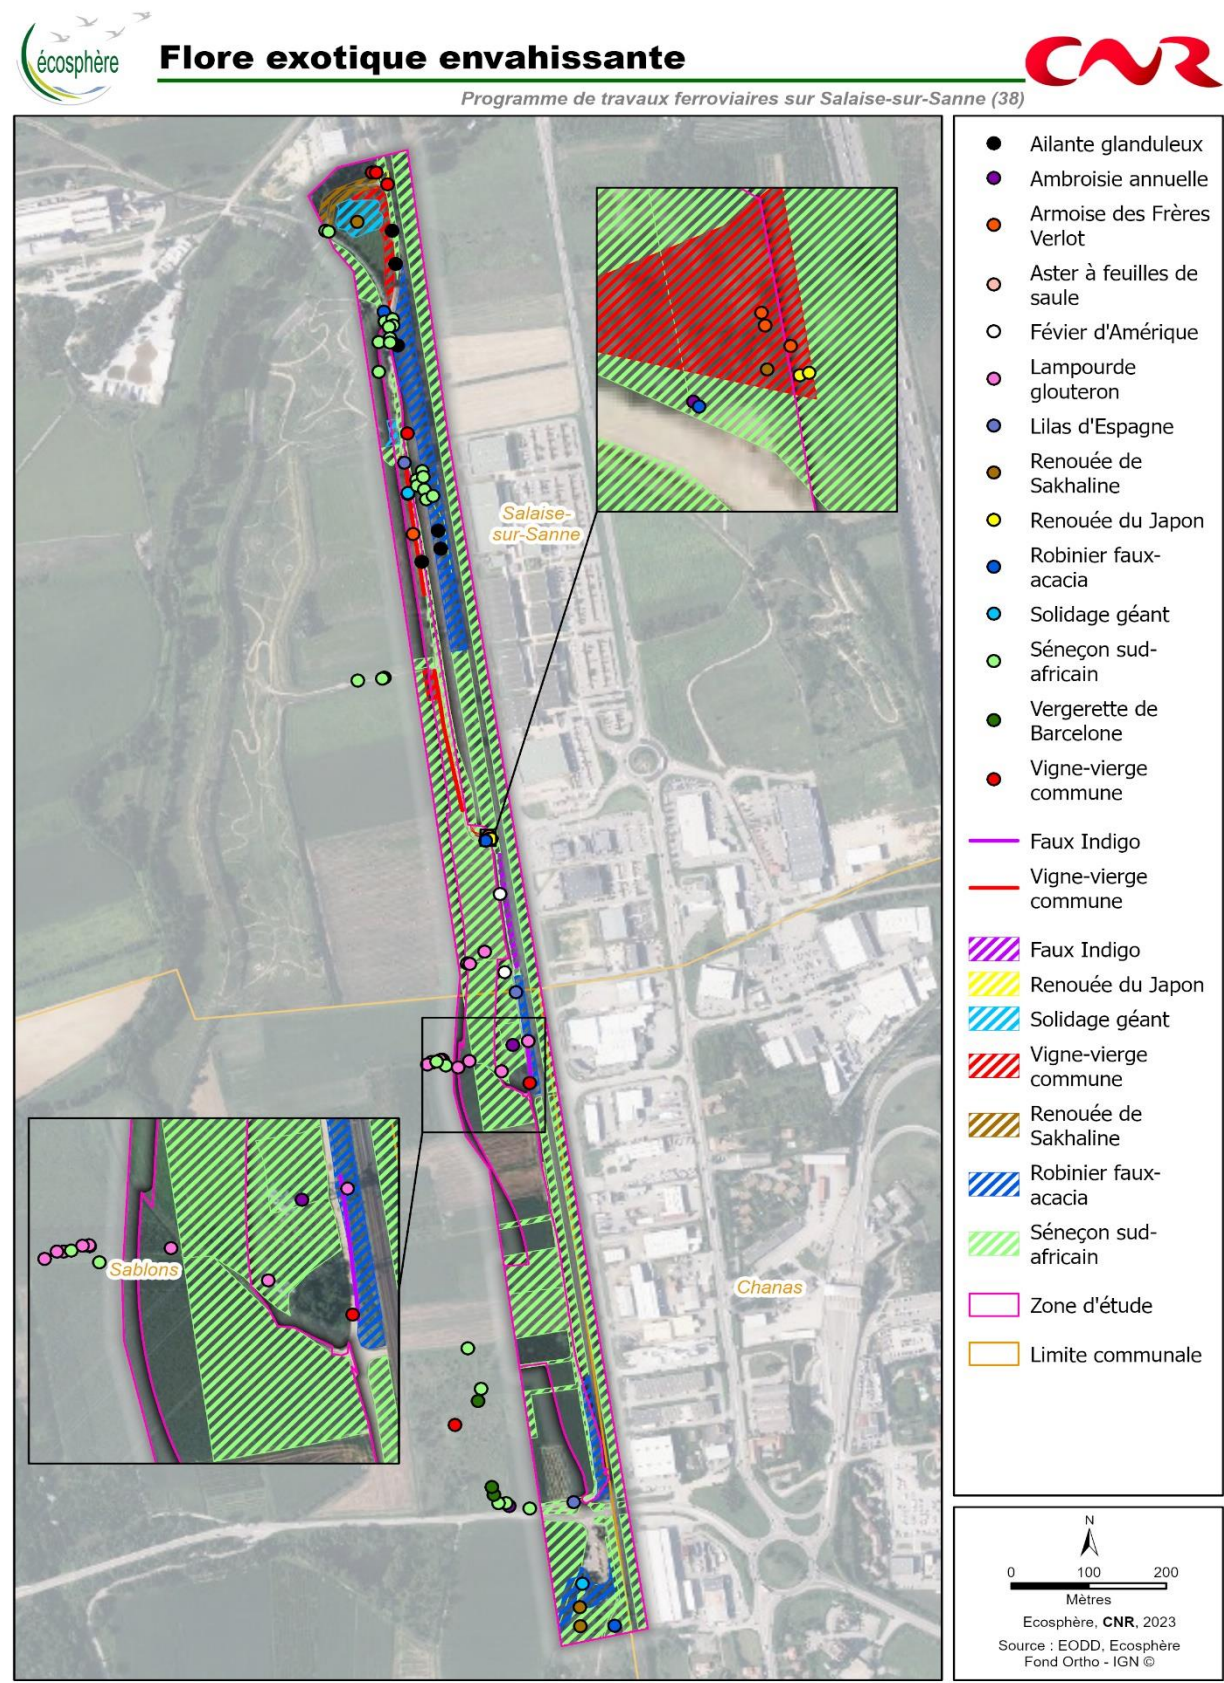 écosphère
Flore exotique envahissante
CNR
Programme de travaux ferroviaires sur Salaise-sur-Sanne (38)
Salaise-
sur-Sanne
Sablons
Chanas
Ailante glanduleux
Ambroisie annuelle
Armoise des Frères
Verlot
Aster à feuilles de
saule
Févier d'Amérique
Lampourde
glouteron
Lilas d'Espagne
Renouée de
Sakhaline
Renouée du Japon
Robinier faux-
acacia
Solidage géant
Séneçon sud-
africain
Vergerette de
Barcelone
Vigne-vierge
commune
Faux Indigo
Vigne-vierge
commune
Faux Indigo
Renouée du Japon
Solidage géant
Vigne-vierge
commune
Renouée de
Sakhaline
Robinier faux-
acacia
Séneçon sud-
africain
Zone d'étude
Limite communale
N
0 100 200
Mètres
Ecosphère, CNR, 2023
Source : EODD, Ecosphère
Fond Ortho - IGN ©